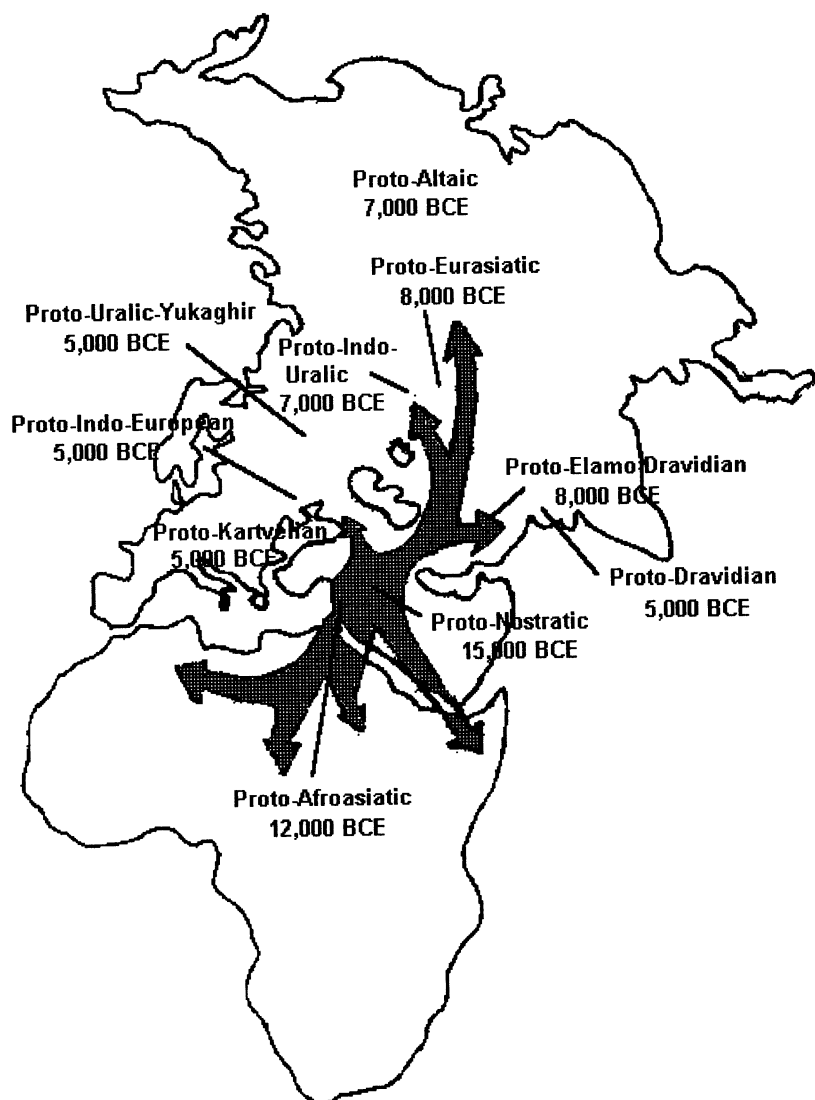 Proto-Altaic
7,000 BCE
Proto-Eurasiatic
8,000 BCE
Proto-Uralic-Yukaghir
5,000 BCE
Proto-Indo-
Uralic
7,000 BCE
Proto-Indo-European
5,000 BCE
Proto-Elamo-Dravidian
8,000 BCE
Proto-Kartvelian
5,000 BCE
Proto-Dravidian
5,000 BCE
Proto-Nostratic
15,000 BCE
Proto-Afroasiatic
12,000 BCE